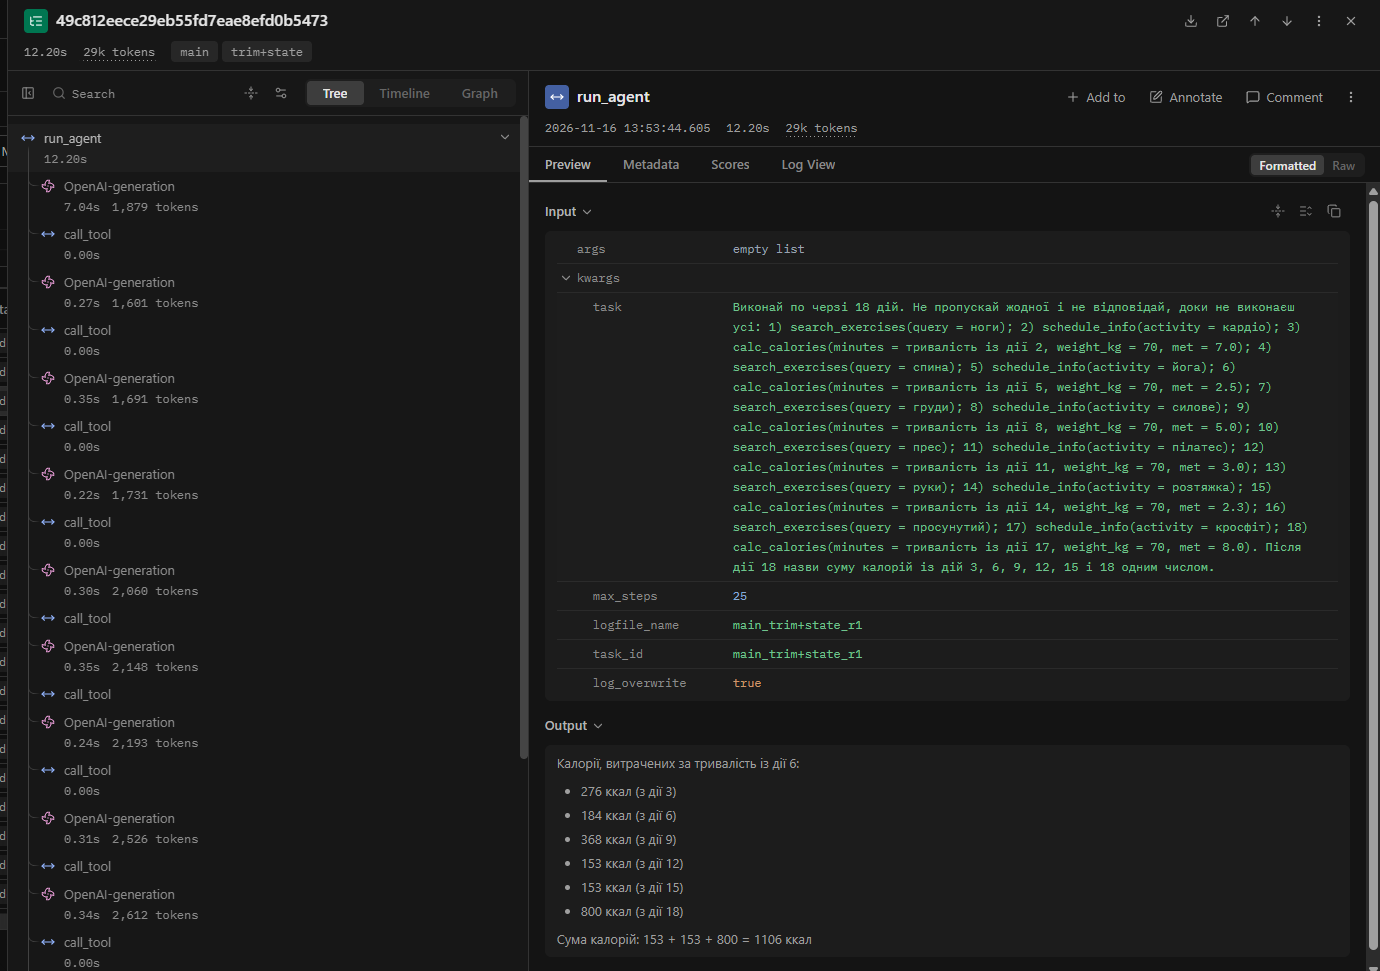 49c812eece29eb55fd7eae8efd0b5473
12.20s 29k tokens main trim+state
Search
Tree Timeline Graph
run_agent
12.20s
OpenAI-generation
7.04s 1,879 tokens
call_tool
0.00s
OpenAI-generation
0.27s 1,601 tokens
call_tool
0.00s
OpenAI-generation
0.35s 1,691 tokens
call_tool
0.00s
OpenAI-generation
0.22s 1,731 tokens
call_tool
0.00s
OpenAI-generation
0.30s 2,060 tokens
call_tool
OpenAI-generation
0.35s 2,148 tokens
call_tool
OpenAI-generation
0.24s 2,193 tokens
call_tool
0.00s
OpenAI-generation
0.31s 2,526 tokens
call_tool
OpenAI-generation
0.34s 2,612 tokens
call_tool
0.00s
run_agent
Add to Annotate Comment
2026-11-16 13:53:44.605 12.20s 29k tokens
Preview Metadata Scores Log View
Formatted Raw
Input
args empty list
kwargs
task Виконай по черзі 18 дій. Не пропускай жодної і не відповідай, доки не виконаєш
усі: 1) search_exercises(query = ноги); 2) schedule_info(activity = кардіо); 3)
calc_calories(minutes = тривалість із дії 2, weight_kg = 70, met = 7.0); 4)
search_exercises(query = спина); 5) schedule_info(activity = йога); 6)
calc_calories(minutes = тривалість із дії 5, weight_kg = 70, met = 2.5); 7)
search_exercises(query = груди); 8) schedule_info(activity = силове); 9)
calc_calories(minutes = тривалість із дії 8, weight_kg = 70, met = 5.0); 10)
search_exercises(query = прес); 11) schedule_info(activity = пілатес); 12)
calc_calories(minutes = тривалість із дії 11, weight_kg = 70, met = 3.0); 13)
search_exercises(query = руки); 14) schedule_info(activity = розтяжка); 15)
calc_calories(minutes = тривалість із дії 14, weight_kg = 70, met = 2.3); 16)
search_exercises(query = просунутий); 17) schedule_info(activity = кросфіт); 18)
calc_calories(minutes = тривалість із дії 17, weight_kg = 70, met = 8.0). Після
дії 18 назви суму калорій із дій 3, 6, 9, 12, 15 і 18 одним числом.
max_steps 25
logfile_name main_trim+state_r1
task_id main_trim+state_r1
log_overwrite true
Output
Калорії, витрачених за тривалість із дії 6:
• 276 ккал (з дії 3)
• 184 ккал (з дії 6)
• 368 ккал (з дії 9)
• 153 ккал (з дії 12)
• 153 ккал (з дії 15)
• 800 ккал (з дії 18)
Сума калорій: 153 + 153 + 800 = 1106 ккал